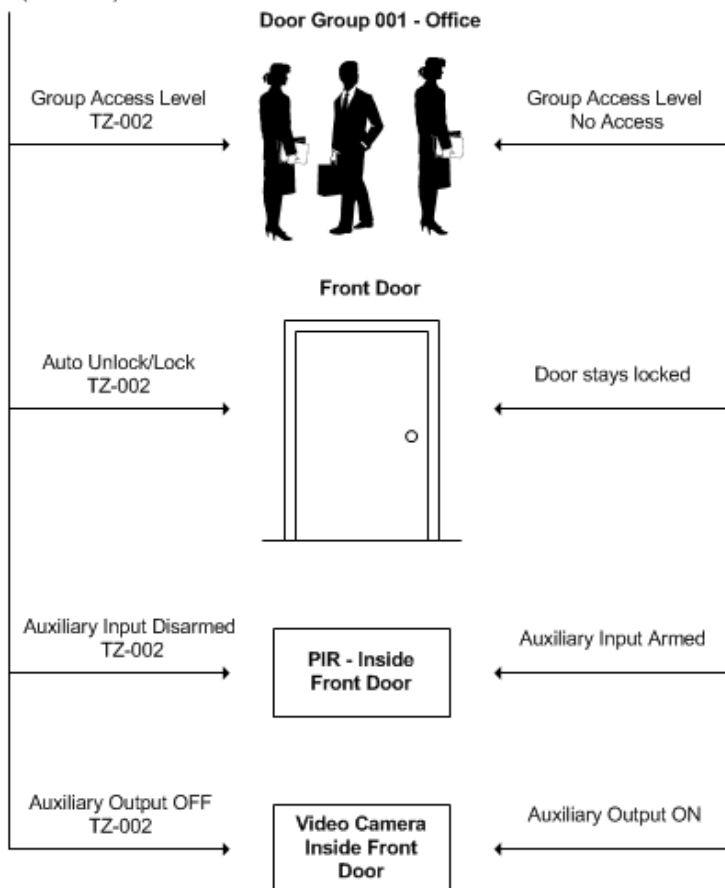 Door Group 001 - Office
Group Access Level
TZ-002
Group Access Level
No Access
Front Door
Auto Unlock/Lock
TZ-002
Door stays locked
Auxiliary Input Disarmed
TZ-002
PIR - Inside
Front Door
Auxiliary Input Armed
Auxiliary Output OFF
TZ-002
Video Camera
Inside Front
Door
Auxiliary Output ON